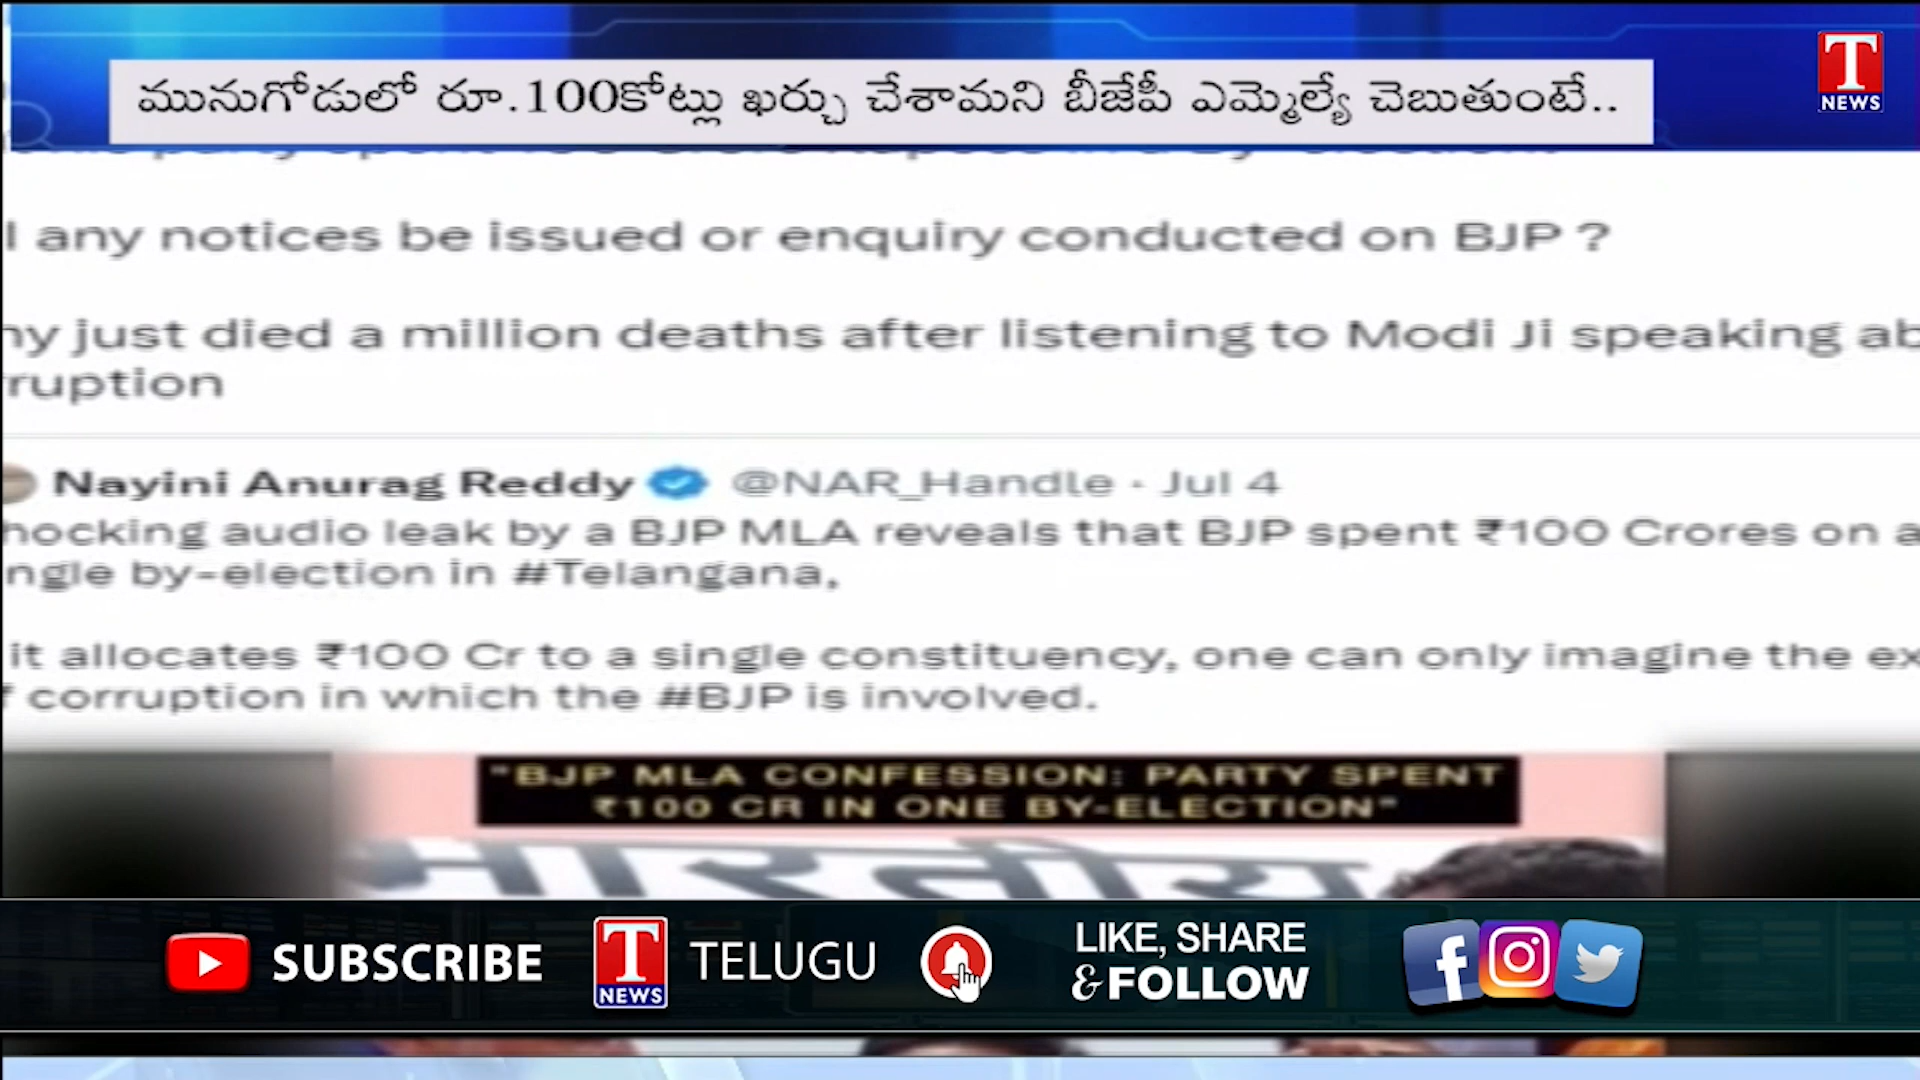 మునుగోడులో రూ.100కోట్లు ఖర్చు చేశామని బీజేపీ ఎమ్మెల్యే చెబుతుంటే..
T
NEWS
any notices be issued or enquiry conducted on BJP ?
just died a million deaths after listening to Modi Ji speaking ab
rruption
Nayini Anurag Reddy @NAR_Handle · Jul 4
hocking audio leak by a BJP MLA reveals that BJP spent ₹100 Crores on a
ngle by-election in #Telangana,
it allocates ₹100 Cr to a single constituency, one can only imagine the ex
f corruption in which the #BJP is involved.
"BJP MLA CONFESSION: PARTY SPENT
₹100 CR IN ONE BY-ELECTION"
भारतीय
SUBSCRIBE
T
NEWS
TELUGU
LIKE, SHARE
& FOLLOW